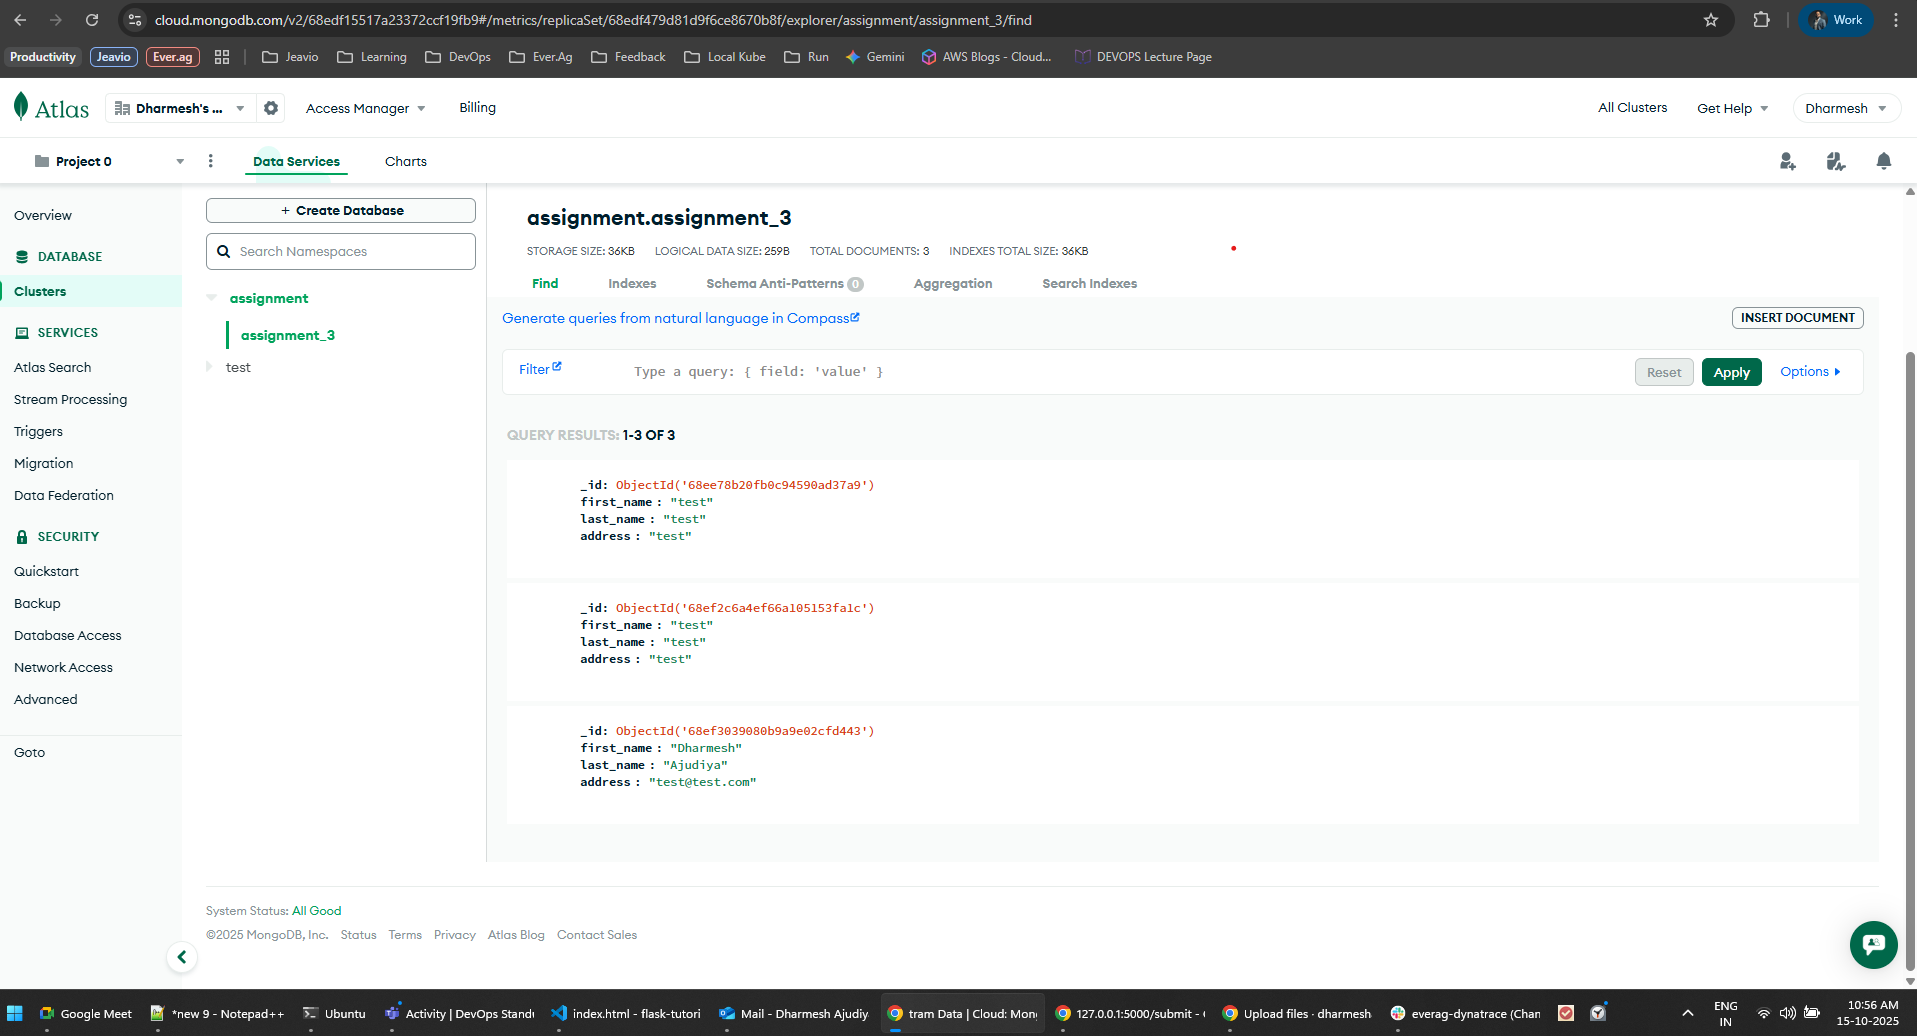 cloud.mongodb.com/v2/68edf15517a23372ccf19fb9#/metrics/replicaSet/68edf479d81d9f6ce8670b8f/explorer/assignment/assignment_3/find
Work
Productivity
Jeavio
Ever.ag
Jeavio
Learning
DevOps
Ever.Ag
Feedback
Local Kube
Run
Gemini
AWS Blogs - Cloud...
DEVOPS Lecture Page
Atlas
Dharmesh's ...
Access Manager
Billing
All Clusters
Get Help
Dharmesh
Project 0
Data Services
Charts
Overview
DATABASE
Clusters
SERVICES
Atlas Search
Stream Processing
Triggers
Migration
Data Federation
SECURITY
Quickstart
Backup
Database Access
Network Access
Advanced
Goto
+ Create Database
Search Namespaces
assignment
assignment_3
test
assignment.assignment_3
STORAGE SIZE: 36KB LOGICAL DATA SIZE: 259B TOTAL DOCUMENTS: 3 INDEXES TOTAL SIZE: 36KB
Find
Indexes
Schema Anti-Patterns 0
Aggregation
Search Indexes
Generate queries from natural language in Compass
INSERT DOCUMENT
Filter
Type a query: { field: 'value' }
Reset
Apply
Options
QUERY RESULTS: 1-3 OF 3
_id: ObjectId('68ee78b20fb0c94590ad37a9')
first_name : "test"
last_name : "test"
address : "test"
_id: ObjectId('68ef2c6a4ef66a105153fa1c')
first_name : "test"
last_name : "test"
address : "test"
_id: ObjectId('68ef3039080b9a9e02cfd443')
first_name : "Dharmesh"
last_name : "Ajudiya"
address : "test@test.com"
System Status: All Good
©2025 MongoDB, Inc. Status Terms Privacy Atlas Blog Contact Sales
Google Meet
*new 9 - Notepad++
Ubuntu
Activity | DevOps Stand
index.html - flask-tutori
Mail - Dharmesh Ajudiy
tram Data | Cloud: Mon
127.0.0.1:5000/submit -
Upload files · dharmesh
everag-dynatrace (Chan
ENG
IN
10:56 AM
15-10-2025